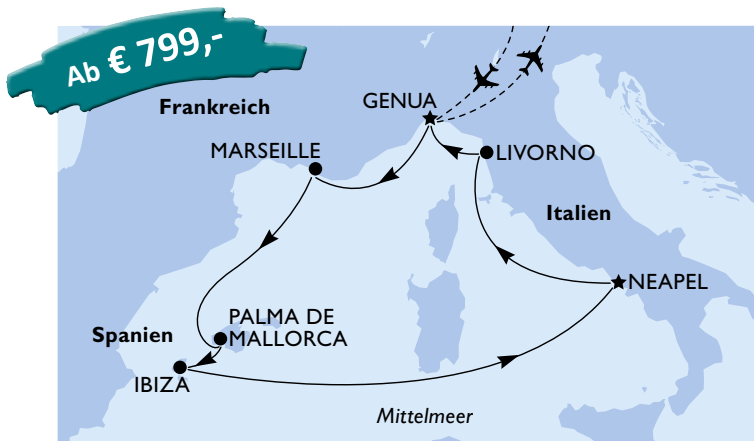 Ab € 799,-
Frankreich
GENUA
MARSEILLE
LIVORNO
Italien
NEAPEL
PALMA DE
MALLORCA
Spanien
IBIZA
Mittelmeer